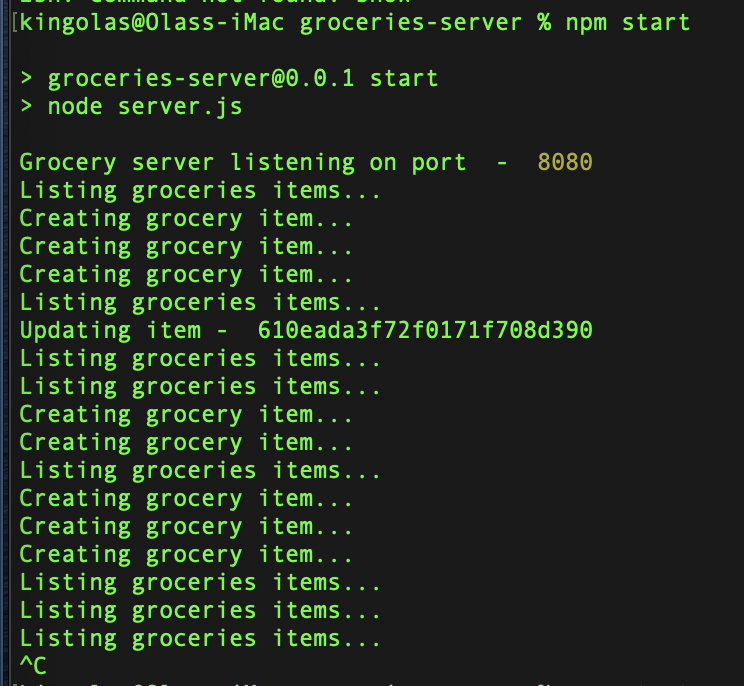 [kingolas@Olass-iMac groceries-server % npm start
> groceries-server@0.0.1 start
> node server.js
Grocery server listening on port  -  8080
Listing groceries items...
Creating grocery item...
Creating grocery item...
Creating grocery item...
Listing groceries items...
Updating item -  610eada3f72f0171f708d390
Listing groceries items...
Listing groceries items...
Creating grocery item...
Creating grocery item...
Listing groceries items...
Creating grocery item...
Creating grocery item...
Creating grocery item...
Listing groceries items...
Listing groceries items...
Listing groceries items...
^C